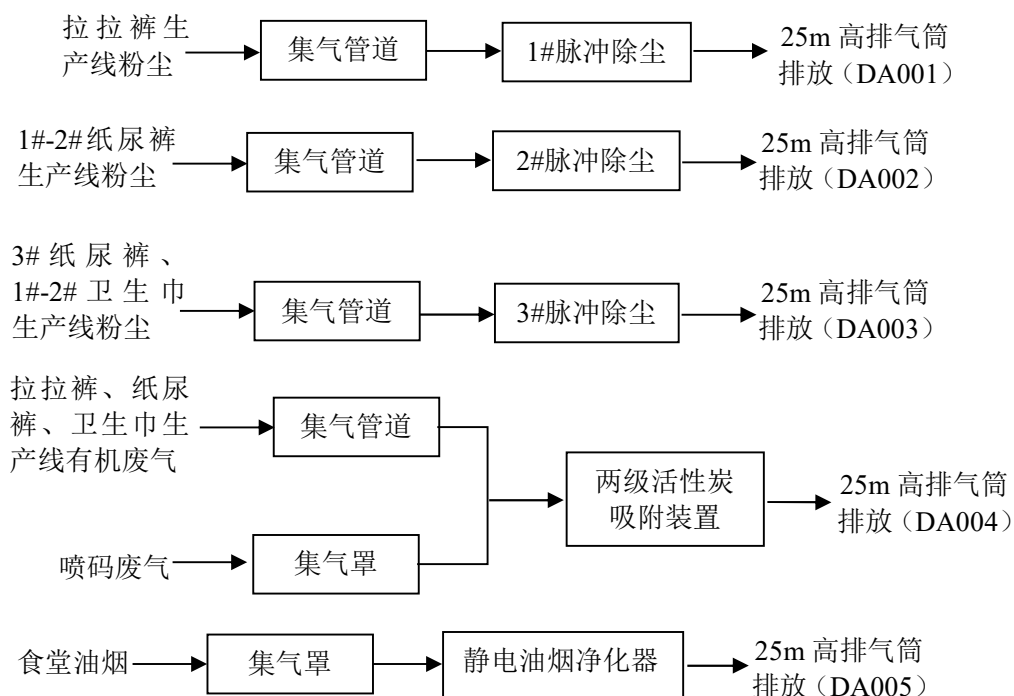 拉拉裤生
产线粉尘
集气管道
1#脉冲除尘
25m 高排气筒
排放（DA001）
1#-2#纸尿裤
生产线粉尘
集气管道
2#脉冲除尘
25m 高排气筒
排放（DA002）
3#纸尿裤、
1#-2#卫生巾
生产线粉尘
集气管道
3#脉冲除尘
25m 高排气筒
排放（DA003）
拉拉裤、纸尿
裤、卫生巾生
产线有机废气
集气管道
喷码废气
集气罩
两级活性炭
吸附装置
25m 高排气筒
排放（DA004）
食堂油烟
集气罩
静电油烟净化器
25m 高排气筒
排放（DA005）